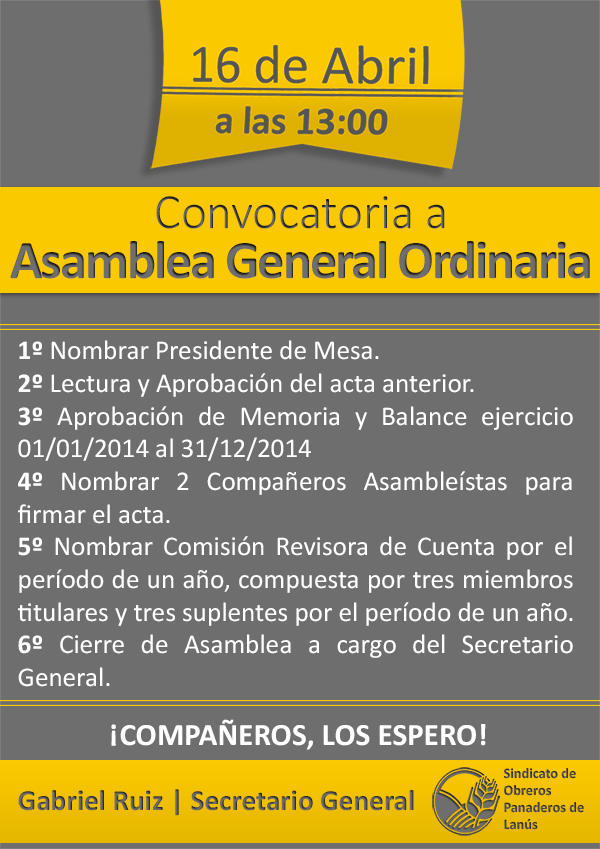 16 de Abril
a las 13:00
Convocatoria a
Asamblea General Ordinaria
1º Nombrar Presidente de Mesa.
2º Lectura y Aprobación del acta anterior.
3º Aprobación de Memoria y Balance ejercicio
01/01/2014 al 31/12/2014
4º Nombrar 2 Compañeros Asambleístas para
firmar el acta.
5º Nombrar Comisión Revisora de Cuenta por el
período de un año, compuesta por tres miembros
titulares y tres suplentes por el período de un año.
6º Cierre de Asamblea a cargo del Secretario
General.
¡COMPAÑEROS, LOS ESPERO!
Gabriel Ruiz | Secretario General
Sindicato de
Obreros
Panaderos de
Lanús